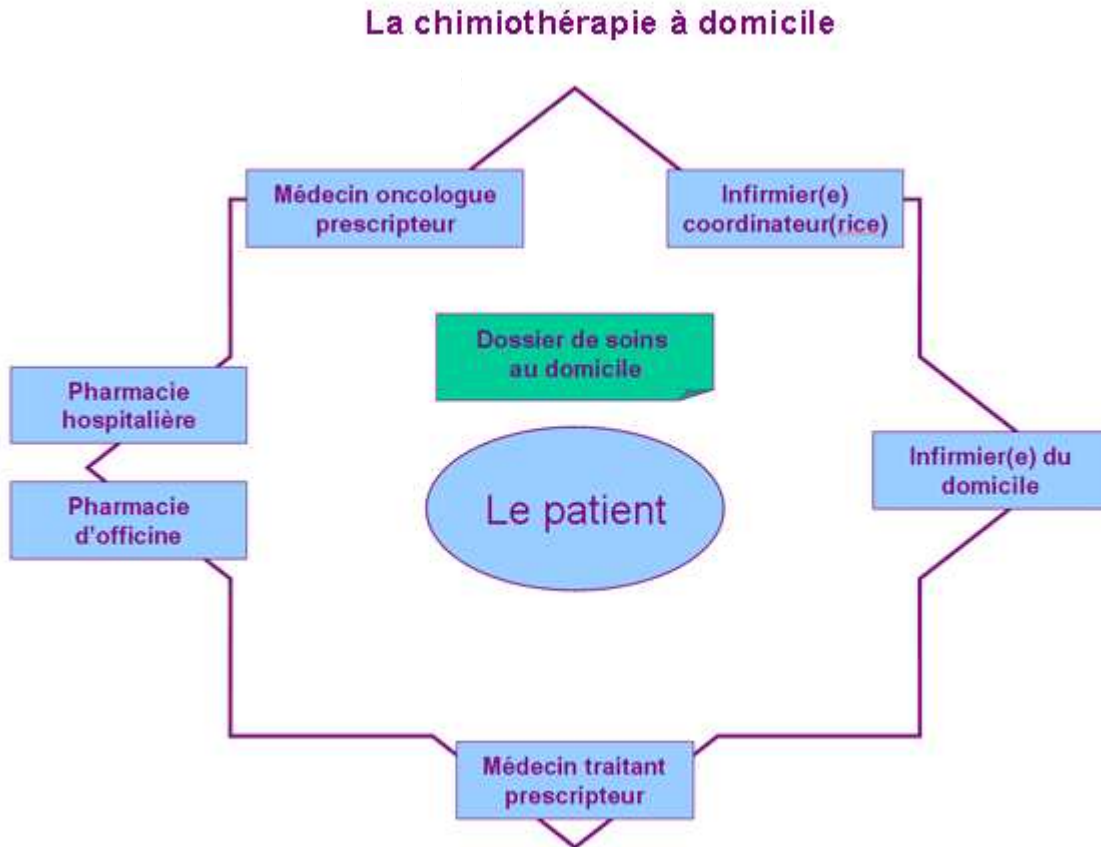 La chimiothérapie à domicile
Médecin oncologue
prescripteur
Infirmier(e)
coordinateur(rice)
Dossier de soins
au domicile
Pharmacie
hospitalière
Pharmacie
d'officine
Le patient
Infirmier(e) du
domicile
Médecin traitant
prescripteur